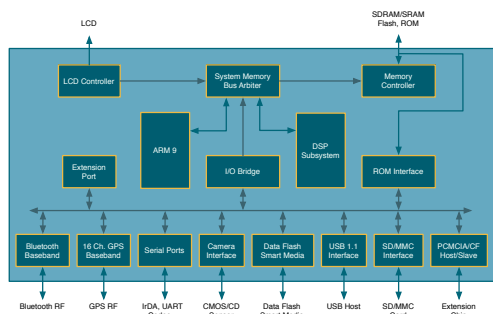 LCD
SDRAM/SRAM
Flash, ROM
LCD Controller
System Memory
Bus Arbiter
Memory
Controller
ARM 9
DSP
Subsystem
Extension
Port
I/O Bridge
ROM Interface
Bluetooth
Baseband
16 Ch. GPS
Baseband
Serial Ports
Camera
Interface
Data Flash
Smart Media
USB 1.1
Interface
SD/MMC
Interface
PCMCIA/CF
Host/Slave
Bluetooth RF
GPS RF
IrDA, UART
CMOS/CD
Data Flash
Smart Media
USB Host
SD/MMC
Extension